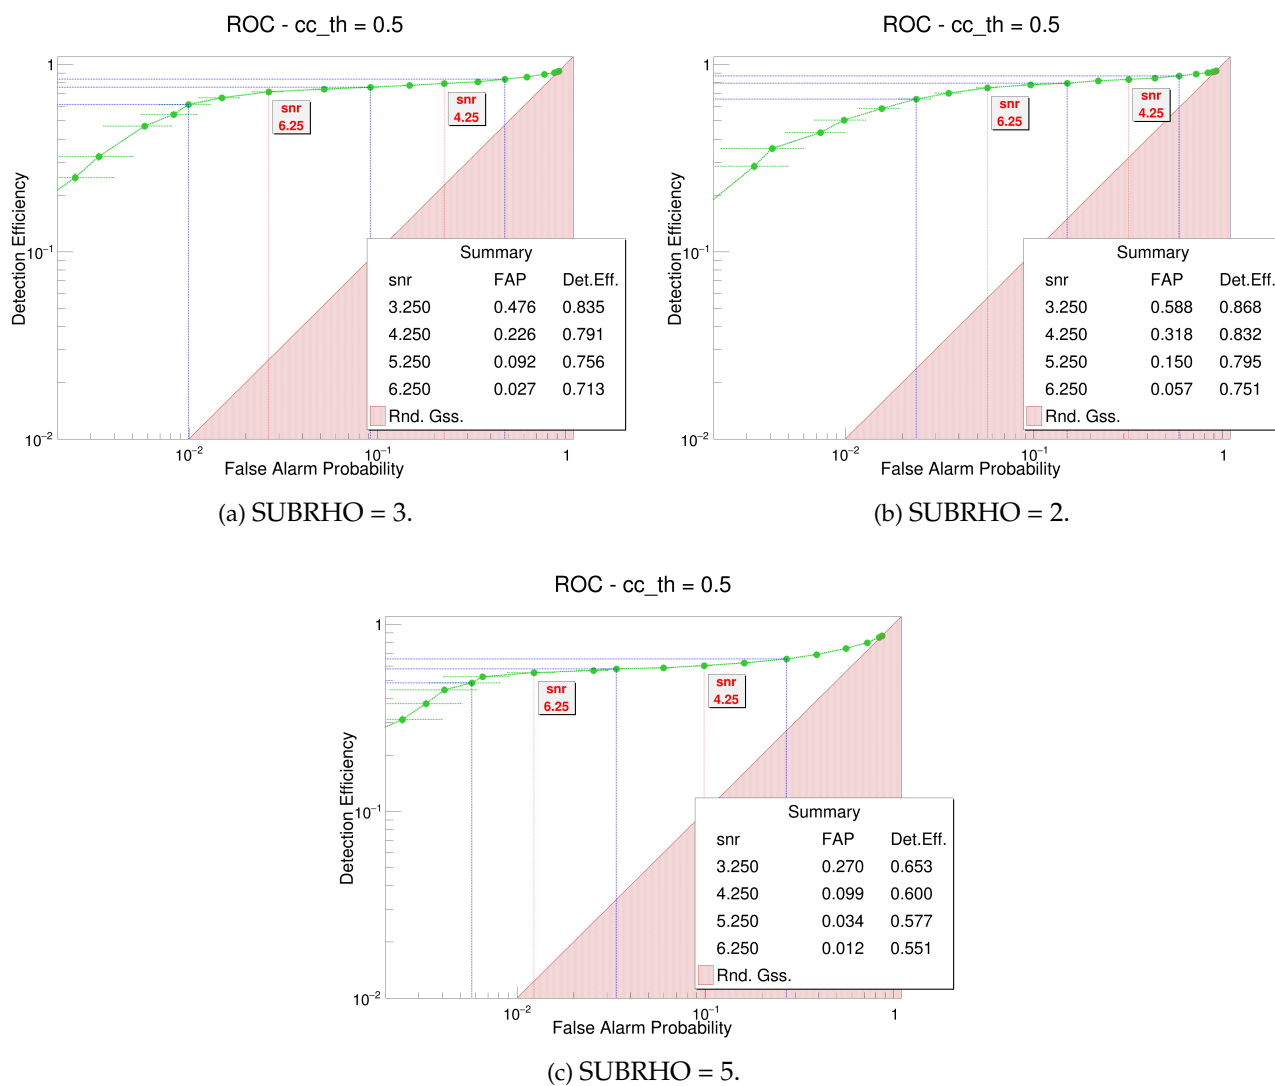 ROC - cc_th = 0.5
Detection Efficiency
1
10⁻¹
10⁻²
snr
6.25
snr
4.25
Summary
snr FAP Det.Eff.
3.250 0.476 0.835
4.250 0.226 0.791
5.250 0.092 0.756
6.250 0.027 0.713
Rnd. Gss.
10⁻² 10⁻¹ 1
False Alarm Probability
(a) SUBRHO = 3.
ROC - cc_th = 0.5
Detection Efficiency
1
10⁻¹
10⁻²
snr
6.25
snr
4.25
Summary
snr FAP Det.Eff.
3.250 0.588 0.868
4.250 0.318 0.832
5.250 0.150 0.795
6.250 0.057 0.751
Rnd. Gss.
10⁻² 10⁻¹ 1
False Alarm Probability
(b) SUBRHO = 2.
ROC - cc_th = 0.5
Detection Efficiency
1
10⁻¹
10⁻²
snr
6.25
snr
4.25
Summary
snr FAP Det.Eff.
3.250 0.270 0.653
4.250 0.099 0.600
5.250 0.034 0.577
6.250 0.012 0.551
Rnd. Gss.
10⁻² 10⁻¹ 1
False Alarm Probability
(c) SUBRHO = 5.